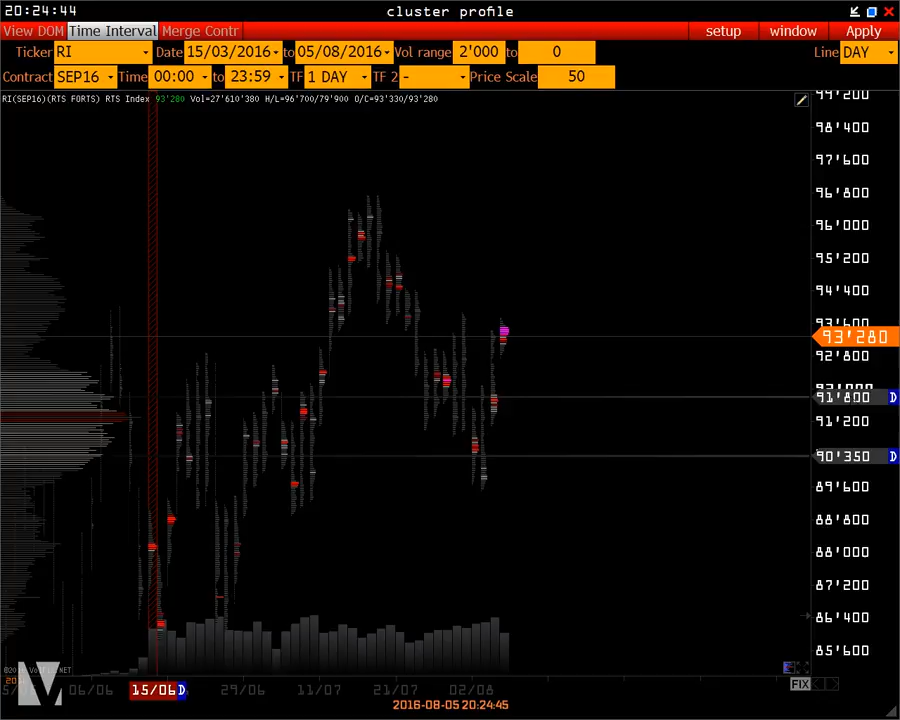 20:24:44 cluster profile
View DOM Time Interval Merge Contr setup window Apply
Ticker RI Date 15/03/2016 to 05/08/2016 Vol range 2'000 to 0 Line DAY
Contract SEP16 Time 00:00 to 23:59 TF 1 DAY TF 2 - Price Scale 50
RI(SEP16)(RTS FORTS) RTS Index 93'280 Vol=27'610'380 H/L=96'700/79'900 O/C=93'330/93'280
99'200
98'400
97'600
96'800
96'000
95'200
94'400
93'600
93'280
92'800
91'800 D
91'200
90'350 D
89'600
88'800
88'000
87'200
86'400
85'600
06/06 15/06 D 29/06 11/07 21/07 02/08 FIX
2016-08-05 20:24:45